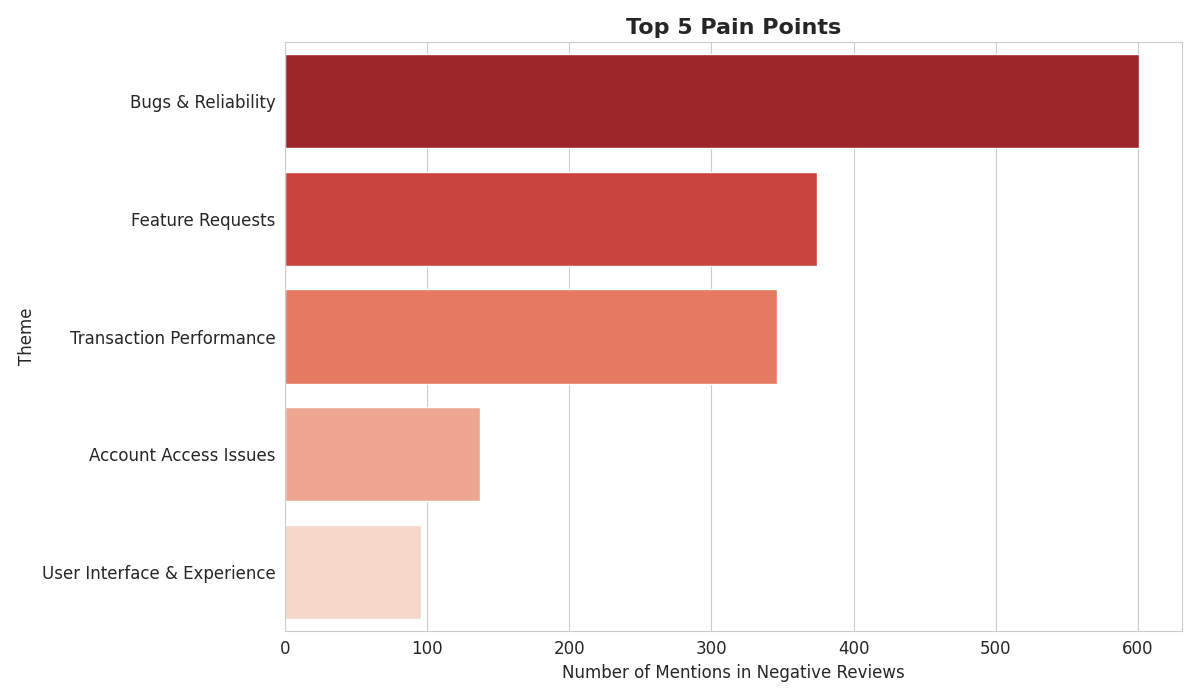 Top 5 Pain Points
Theme
Bugs & Reliability
Feature Requests
Transaction Performance
Account Access Issues
User Interface & Experience
0 100 200 300 400 500 600
Number of Mentions in Negative Reviews